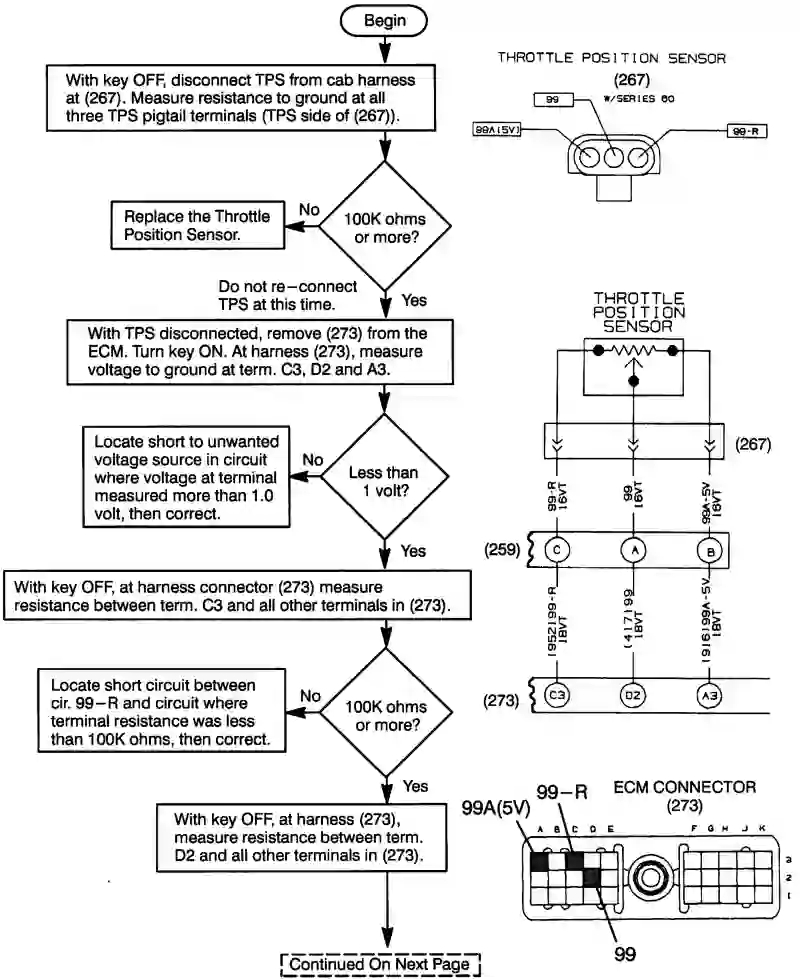 Begin
With key OFF, disconnect TPS from cab harness
at (267). Measure resistance to ground at all
three TPS pigtail terminals (TPS side of (267)).
100K ohms
or more?
No
Replace the Throttle
Position Sensor.
Do not re-connect
TPS at this time.
Yes
With TPS disconnected, remove (273) from the
ECM. Turn key ON. At harness (273), measure
voltage to ground at term. C3, D2 and A3.
Less than
1 volt?
No
Locate short to unwanted
voltage source in circuit
where voltage at terminal
measured more than 1.0
volt, then correct.
Yes
With key OFF, at harness connector (273) measure
resistance between term. C3 and all other terminals in (273).
100K ohms
or more?
No
Locate short circuit between
cir. 99-R and circuit where
terminal resistance was less
than 100K ohms, then correct.
Yes
With key OFF, at harness (273),
measure resistance between term.
D2 and all other terminals in (273).
Continued On Next Page
THROTTLE POSITION SENSOR
(267)
W/SERIES 60
99
99A(5V)
99-R
THROTTLE
POSITION
SENSOR
(267)
99-R
16VT
99
16VT
99A-5V
16VT
(259)
C
A
B
(952)99-R
18VT
(417)99
18VT
(916)99A-5V
18VT
(273)
C3
D2
A3
ECM CONNECTOR
(273)
99-R
99A(5V)
A B C D E
F G H J K
3
2
1
99